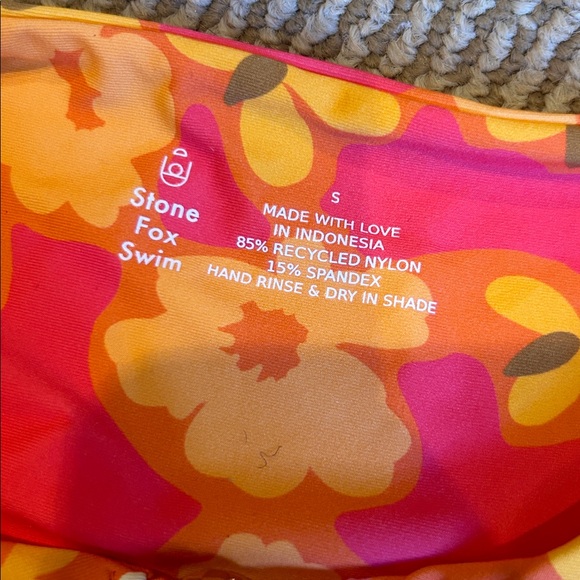 Stone
Fox
Swim
S
MADE WITH LOVE
IN INDONESIA
85% RECYCLED NYLON
15% SPANDEX
HAND RINSE & DRY IN SHADE